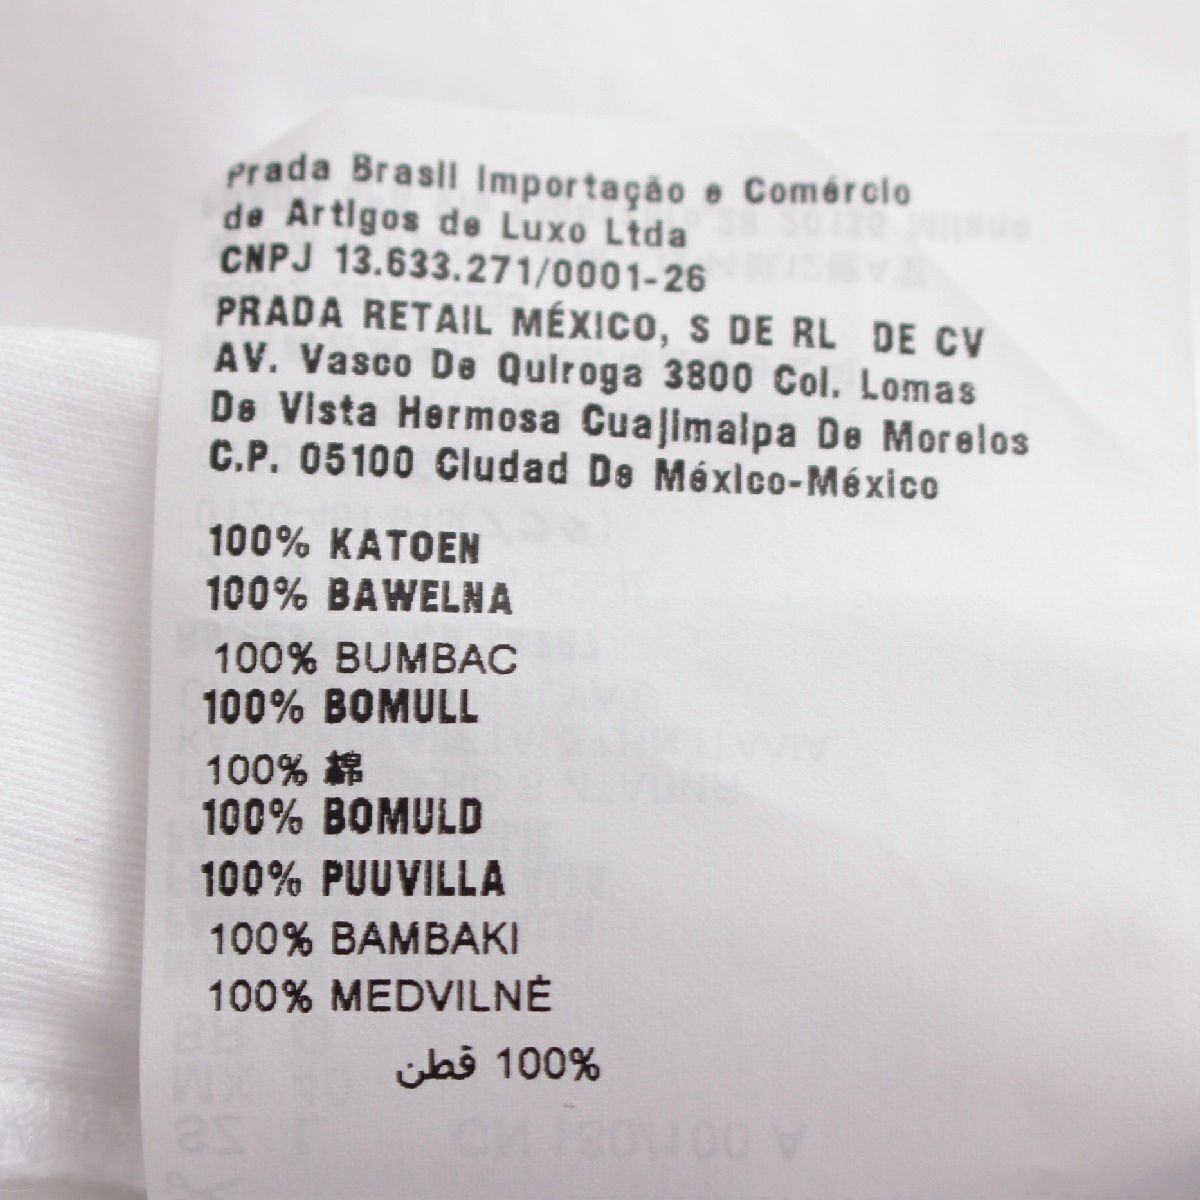 Prada Brasil Importação e Comércio
de Artigos de Luxo Ltda
CNPJ 13.633.271/0001-26
PRADA RETAIL MÉXICO, S DE RL DE CV
AV. Vasco De Quiroga 3800 Col. Lomas
De Vista Hermosa Cuajimalpa De Morelos
C.P. 05100 Ciudad De México-México
100% KATOEN
100% BAWELNA
100% BUMBAC
100% BOMULL
100% 棉
100% BOMULD
100% PUUVILLA
100% BAMBAKI
100% MEDVILNĖ
100% قطن